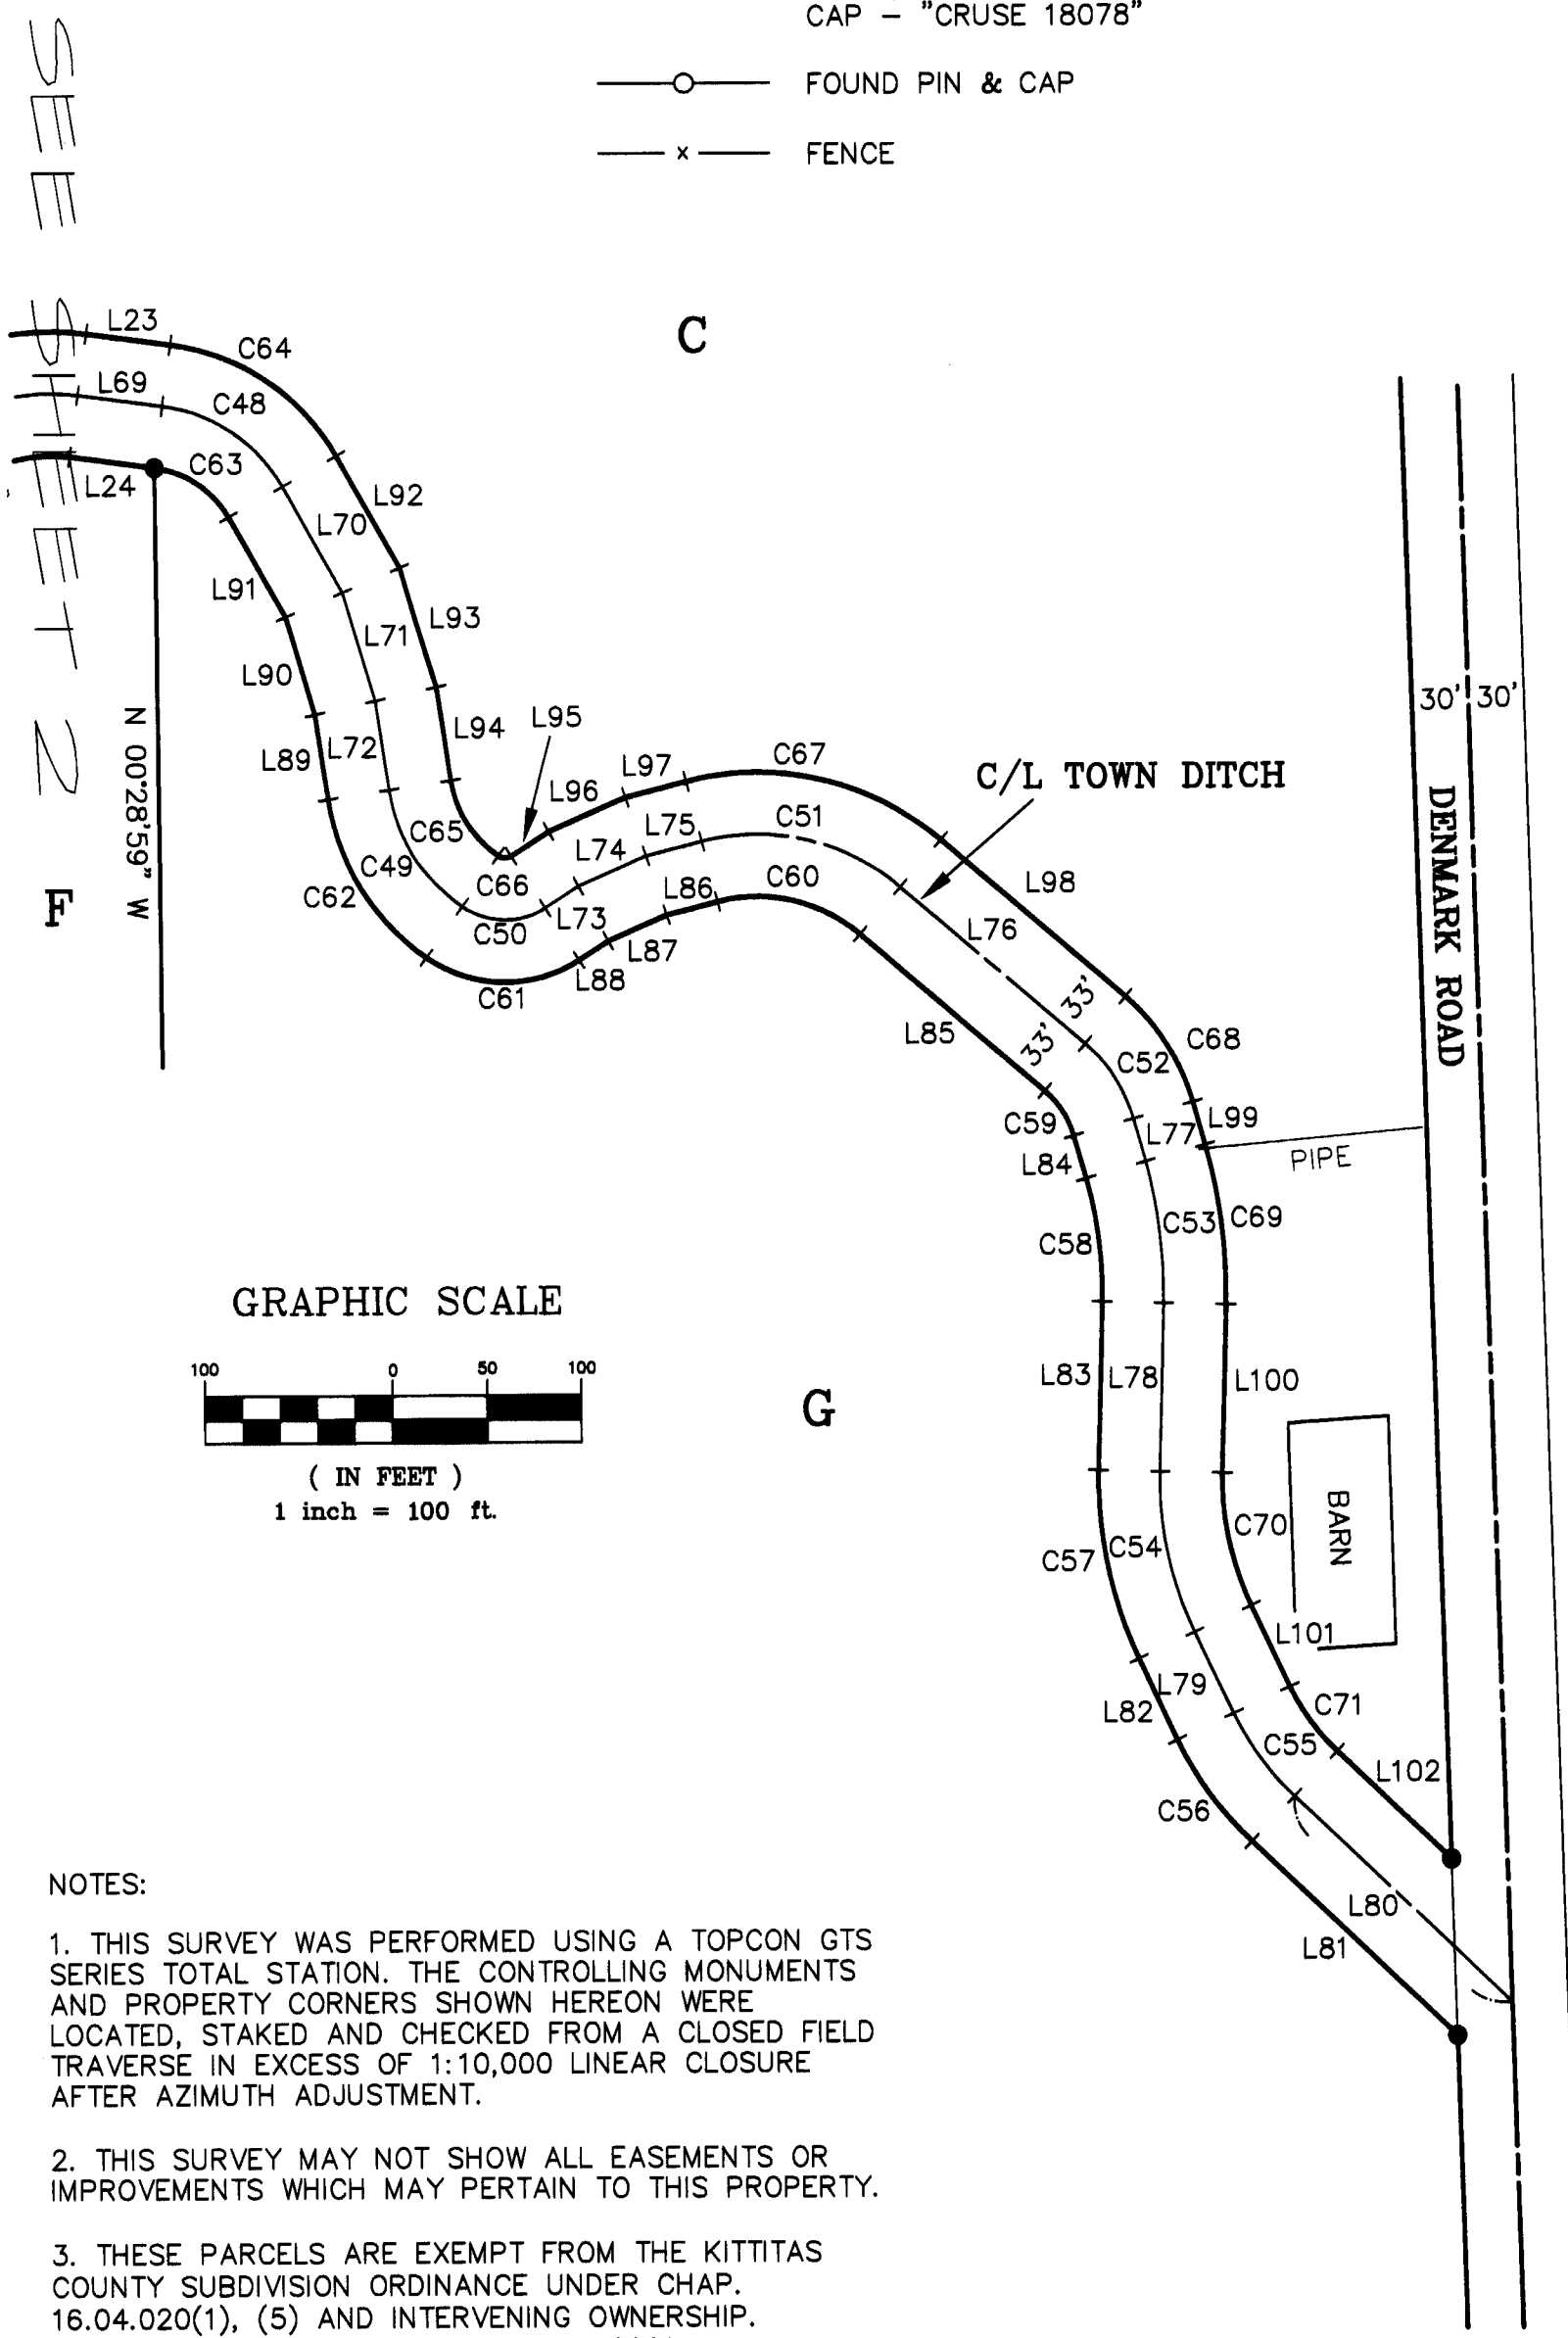 CAP – "CRUSE 18078"
FOUND PIN & CAP
x FENCE
SEE SHEET 2
L23
C64
C
L69
C48
C63
L24
L92
L70
L91
L93
L71
L90
30' 30'
N 00°28'59" W
L94
L95
L72
L89
L97
C67
C/L TOWN DITCH
L96
C51
C65
L75
L74
DENMARK ROAD
C49
C66
L86
C60
L98
C62
F
L73
L76
C50
L87
L88
C61
33'
33'
L85
C68
C52
C59
L99
L77
PIPE
L84
C53
C69
C58
GRAPHIC SCALE
100 0 50 100
L83
L78
L100
G
( IN FEET )
1 inch = 100 ft.
BARN
C70
C54
C57
L101
L79
C71
L82
C55
L102
C56
L80
L81
NOTES:
1. THIS SURVEY WAS PERFORMED USING A TOPCON GTS
SERIES TOTAL STATION. THE CONTROLLING MONUMENTS
AND PROPERTY CORNERS SHOWN HEREON WERE
LOCATED, STAKED AND CHECKED FROM A CLOSED FIELD
TRAVERSE IN EXCESS OF 1:10,000 LINEAR CLOSURE
AFTER AZIMUTH ADJUSTMENT.
2. THIS SURVEY MAY NOT SHOW ALL EASEMENTS OR
IMPROVEMENTS WHICH MAY PERTAIN TO THIS PROPERTY.
3. THESE PARCELS ARE EXEMPT FROM THE KITTITAS
COUNTY SUBDIVISION ORDINANCE UNDER CHAP.
16.04.020(1), (5) AND INTERVENING OWNERSHIP.